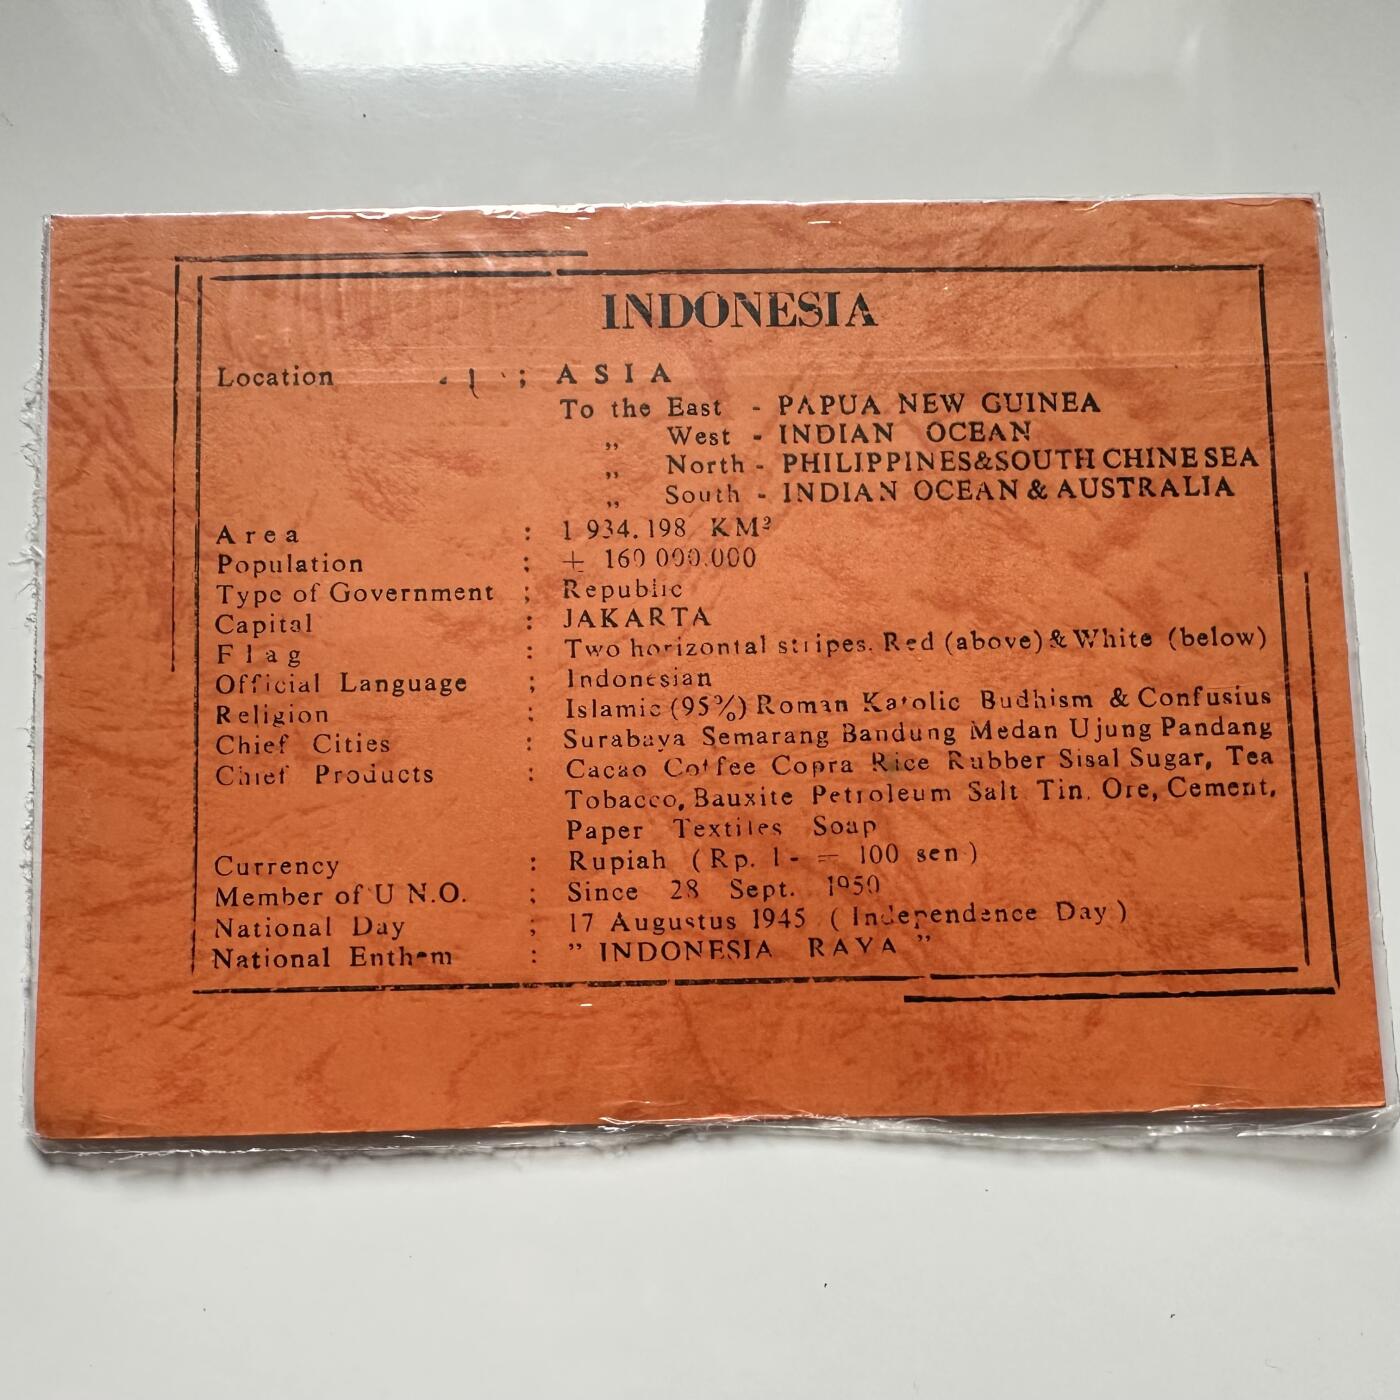 INDONESIA
Location ; ASIA
To the East - PAPUA NEW GUINEA
„ West - INDIAN OCEAN
„ North - PHILIPPINES&SOUTH CHINE SEA
„ South - INDIAN OCEAN & AUSTRALIA
Area : 1 934.198 KM²
Population : ± 160 000.000
Type of Government ; Republic
Capital : JAKARTA
Flag : Two horizontal stripes. Red (above) & White (below)
Official Language ; Indonesian
Religion : Islamic (95%) Roman Katolic Budhism & Confusius
Chief Cities : Surabaya Semarang Bandung Medan Ujung Pandang
Chief Products : Cacao Coffee Copra Rice Rubber Sisal Sugar, Tea
Tobacco, Bauxite Petroleum Salt Tin. Ore, Cement,
Paper Textiles Soap
Currency : Rupiah (Rp. 1 - = 100 sen)
Member of U N.O. ; Since 28 Sept. 1950
National Day ; 17 Augustus 1945 (Independence Day)
National Enthem : ” INDONESIA RAYA ”